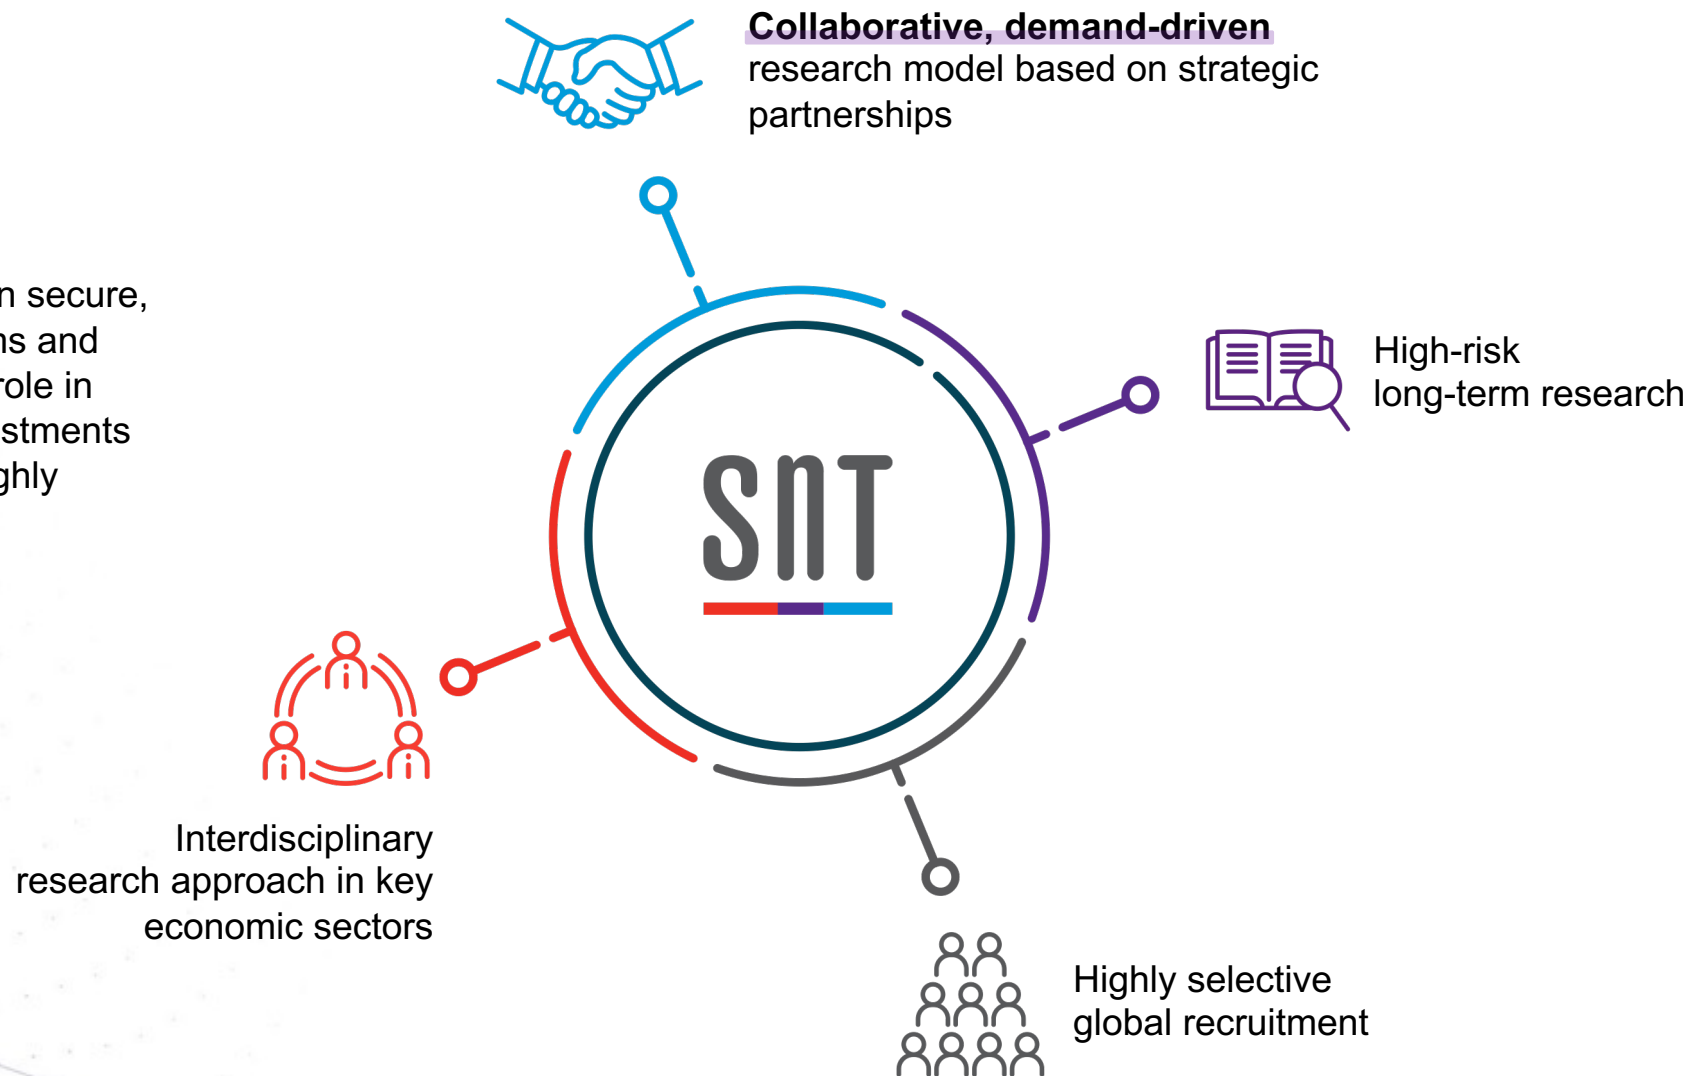 Collaborative, demand-driven
research model based on strategic
partnerships
n secure,
ns and
role in
stments
ghly
High-risk
long-term research
SnT
Interdisciplinary
research approach in key
economic sectors
Highly selective
global recruitment